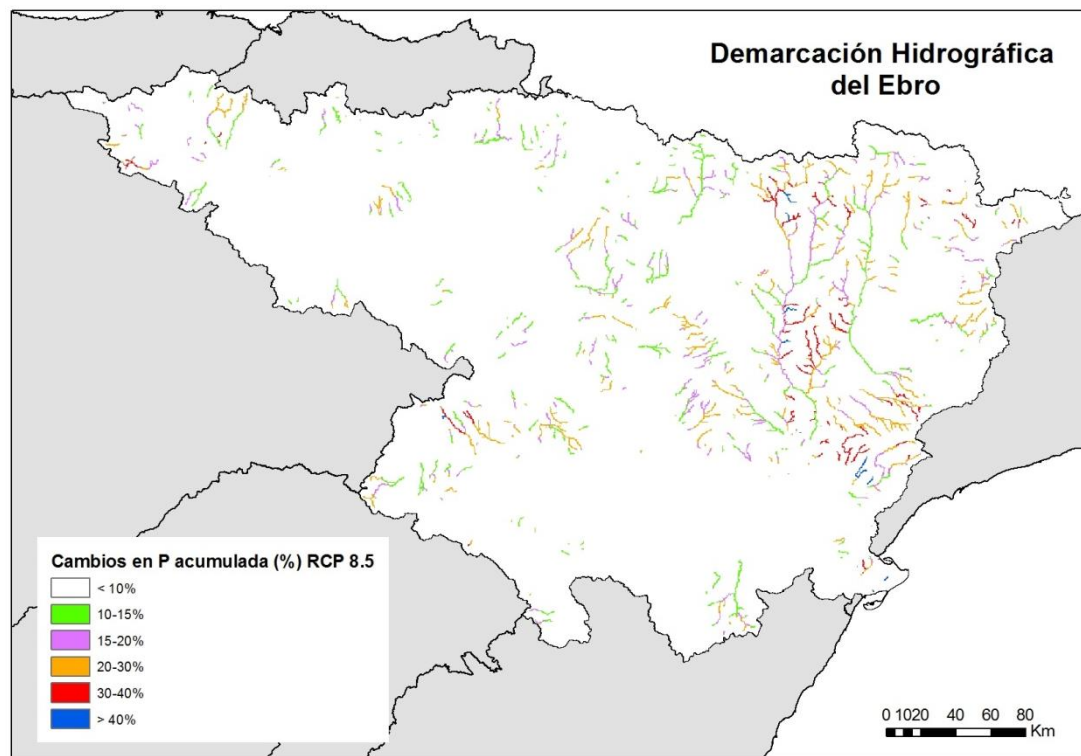 Demarcación Hidrográfica
del Ebro
Cambios en P acumulada (%) RCP 8.5
< 10%
10-15%
15-20%
20-30%
30-40%
> 40%
0 1020 40 60 80
Km